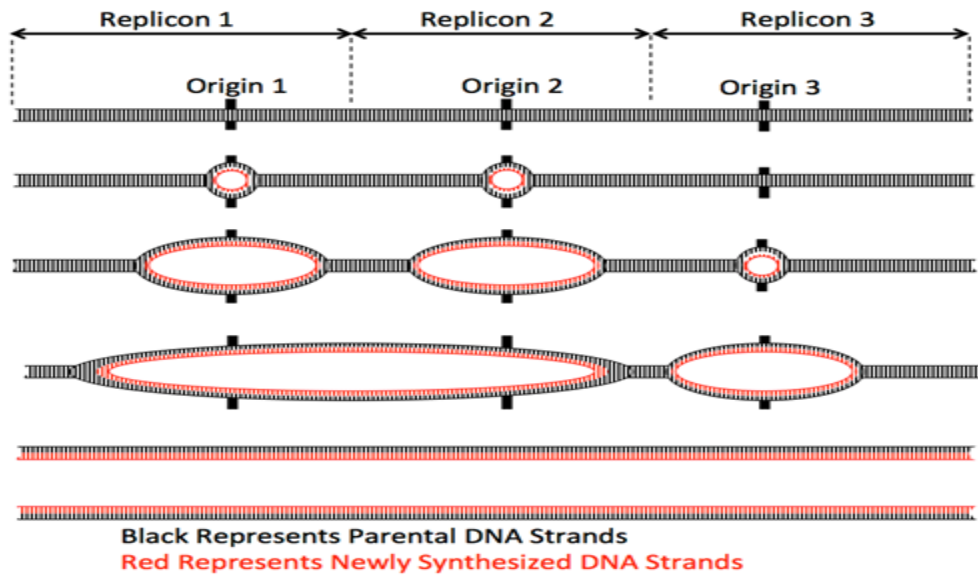 Replicon 1 Replicon 2 Replicon 3
Origin 1 Origin 2 Origin 3
Black Represents Parental DNA Strands
Red Represents Newly Synthesized DNA Strands